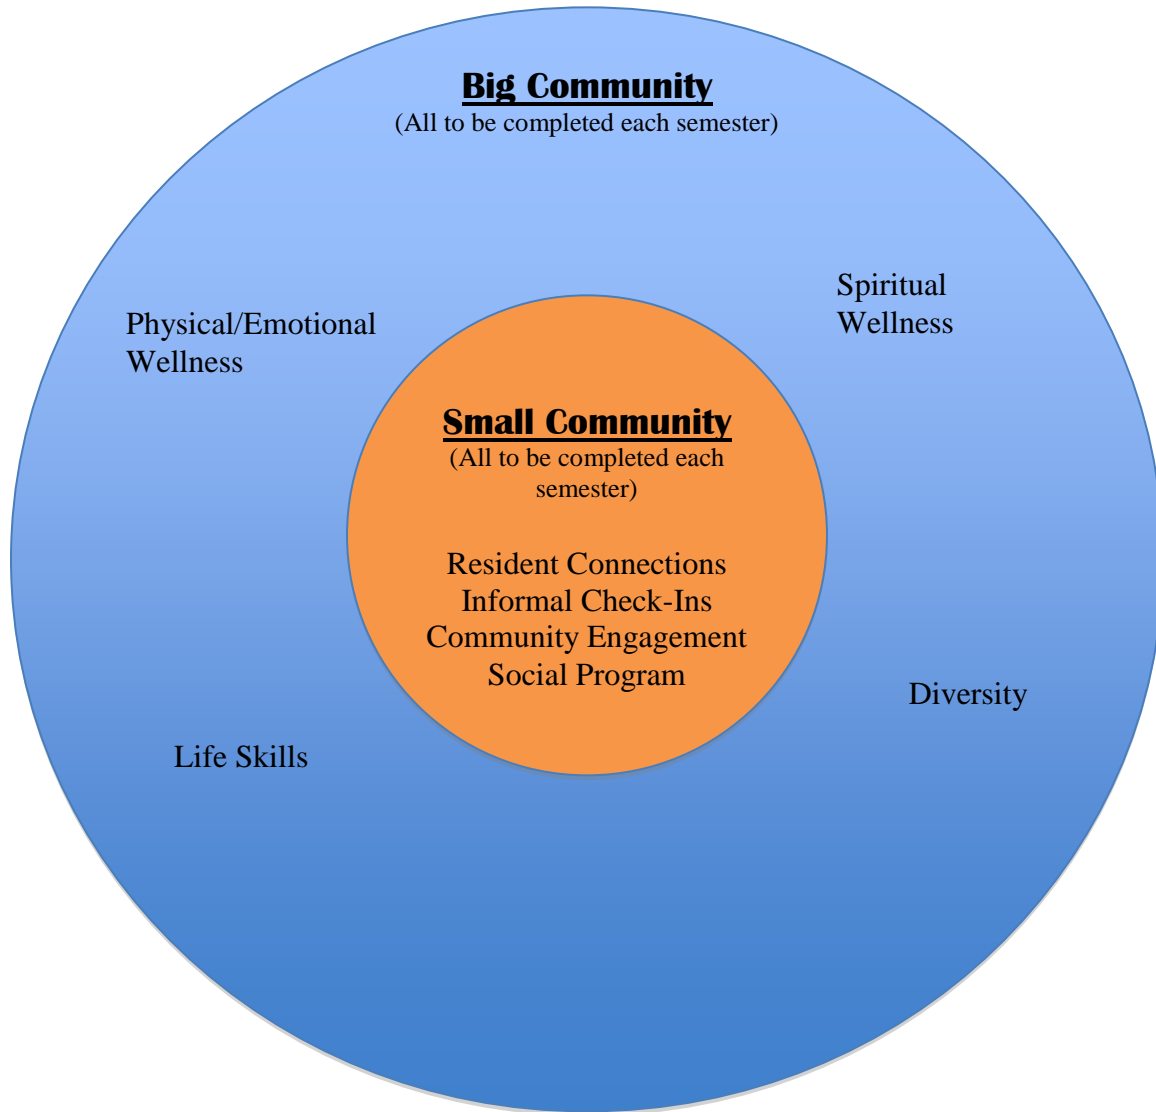 Big Community
(All to be completed each semester)
Physical/Emotional
Wellness
Spiritual
Wellness
Small Community
(All to be completed each
semester)
Resident Connections
Informal Check-Ins
Community Engagement
Social Program
Life Skills
Diversity